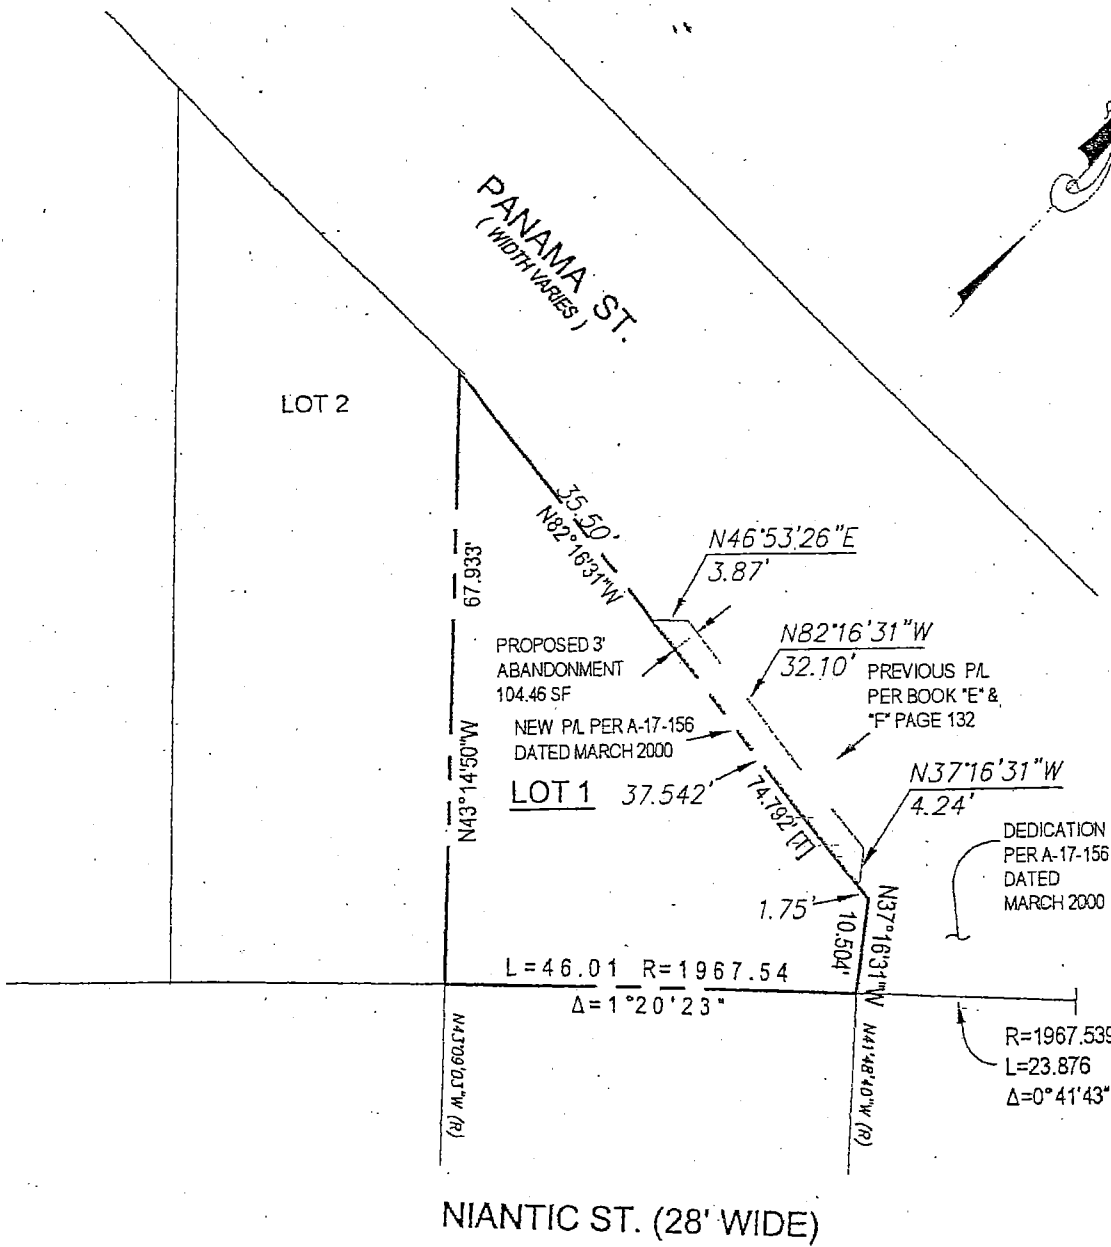 PANAMA ST.
( WIDTH VARIES )
LOT 2
35.50'
N82°16'31"W
N46°53'26"E
3.87'
67.933'
N43°14'50"W
PROPOSED 3'
ABANDONMENT
104.46 SF
N82°16'31"W
32.10'
PREVIOUS P/L
PER BOOK "E" &
"F" PAGE 132
NEW P/L PER A-17-156
DATED MARCH 2000
LOT 1
37.542'
74.792' [T]
N37°16'31"W
4.24'
DEDICATION
PER A-17-156
DATED
MARCH 2000
1.75'
N37°16'31"W
10.504'
L=46.01 R=1967.54
Δ=1°20'23"
N43°09'03"W (R)
N41°48'40"W (R)
R=1967.539
L=23.876
Δ=0°41'43"
NIANTIC ST. (28' WIDE)